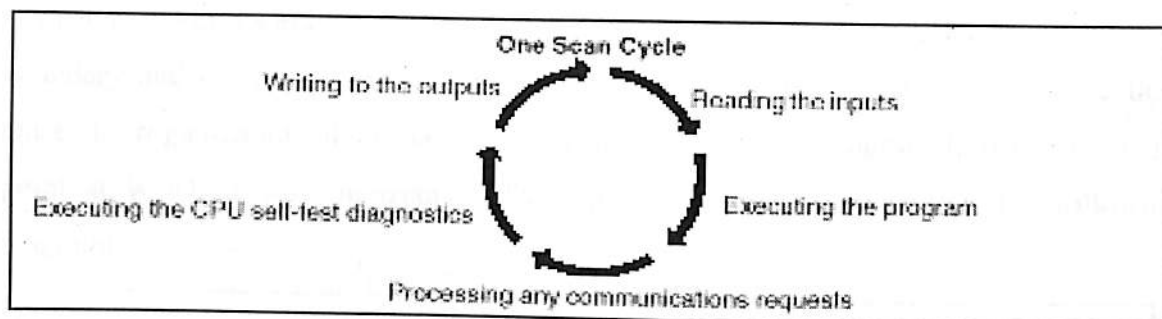 One Scan Cycle
Writing to the outputs
Reading the inputs
Executing the CPU self-test diagnostics
Executing the program
Processing any communications requests